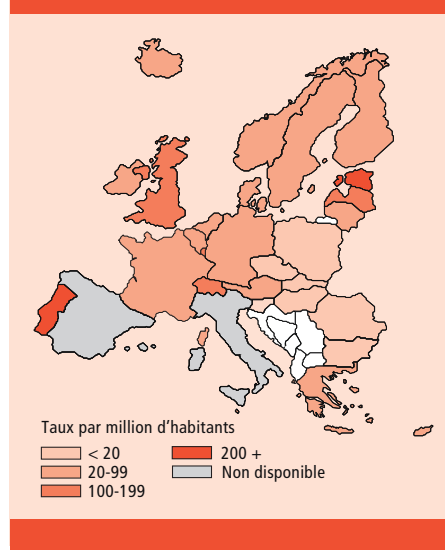 Taux par million d'habitants
< 20
200 +
20-99
Non disponible
100-199